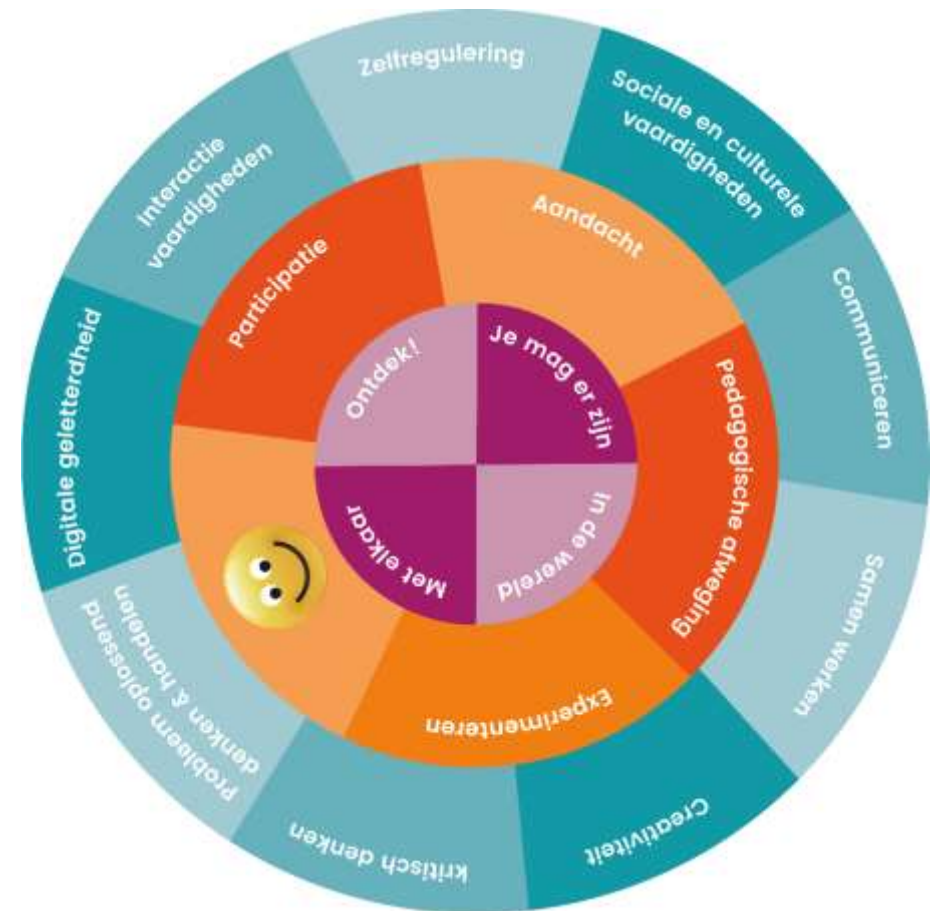 Zelfregulering
Sociale en culturele
vaardigheden
Communiceren
Samen werken
Creativiteit
kritisch denken
Probleem oplossend
denken & handelen
Digitale geletterdheid
Interactie
vaardigheden
Aandacht
Pedagogische afweging
Experimenteren
Participatie
Je mag er zijn
in de wereld
Met elkaar
Ontdek!